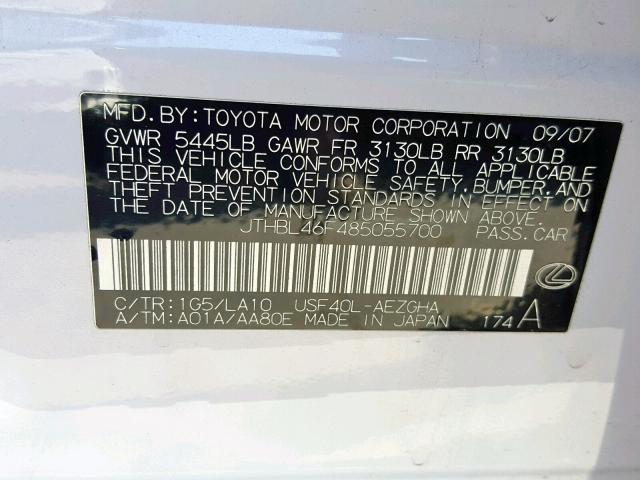 MFD.BY:TOYOTA MOTOR CORPORATION 09/07
GVWR 5445LB GAWR FR 3130LB RR 3130LB
THIS VEHICLE CONFORMS TO ALL APPLICABLE
FEDERAL MOTOR VEHICLE SAFETY,BUMPER,AND
THEFT PREVENTION STANDARDS IN EFFECT ON
THE DATE OF MANUFACTURE SHOWN ABOVE.
JTHBL46F485055700 PASS.CAR
C/TR:1G5/LA10 USF40L-AEZGHA
A/TM:A01A/AA80E MADE IN JAPAN 174A